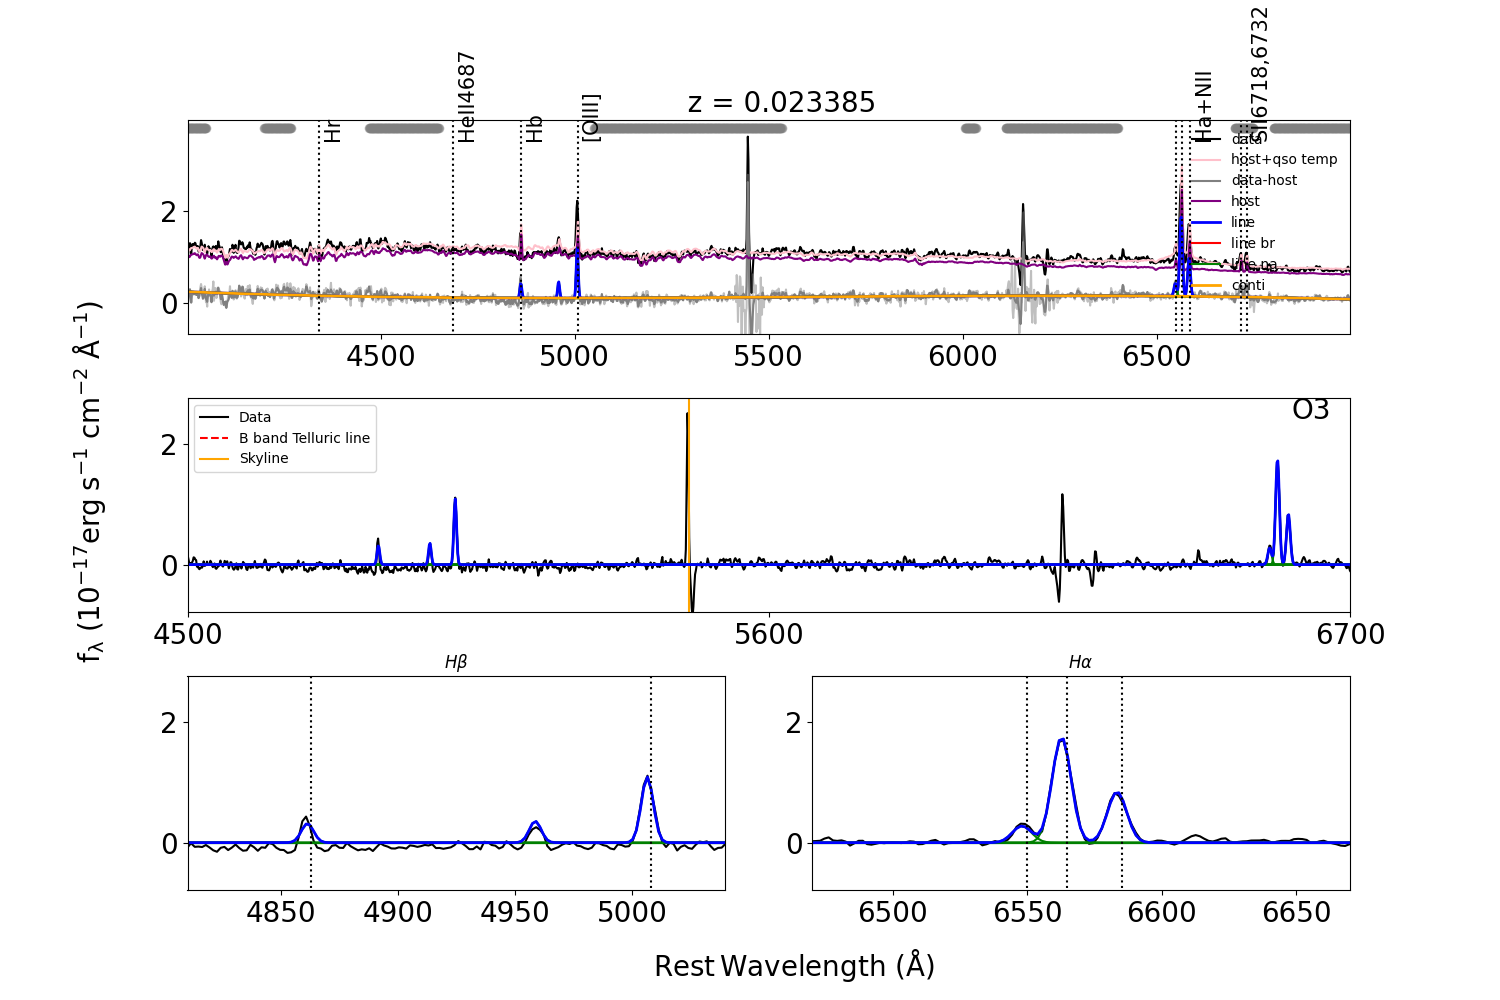 z = 0.023385
Hr
HeII4687
Hb
[OIII]
Ha+NII
SII6718,6732
data
host+qso temp
data-host
host
line
line br
line na
conti
2
0
4500 5000 5500 6000 6500
f_λ (10⁻¹⁷erg s⁻¹ cm⁻² Å⁻¹)
Data
B band Telluric line
Skyline
O3
2
0
4500 5600 6700
Hβ
2
0
4850 4900 4950 5000
Hα
2
0
6500 6550 6600 6650
Rest Wavelength (Å)